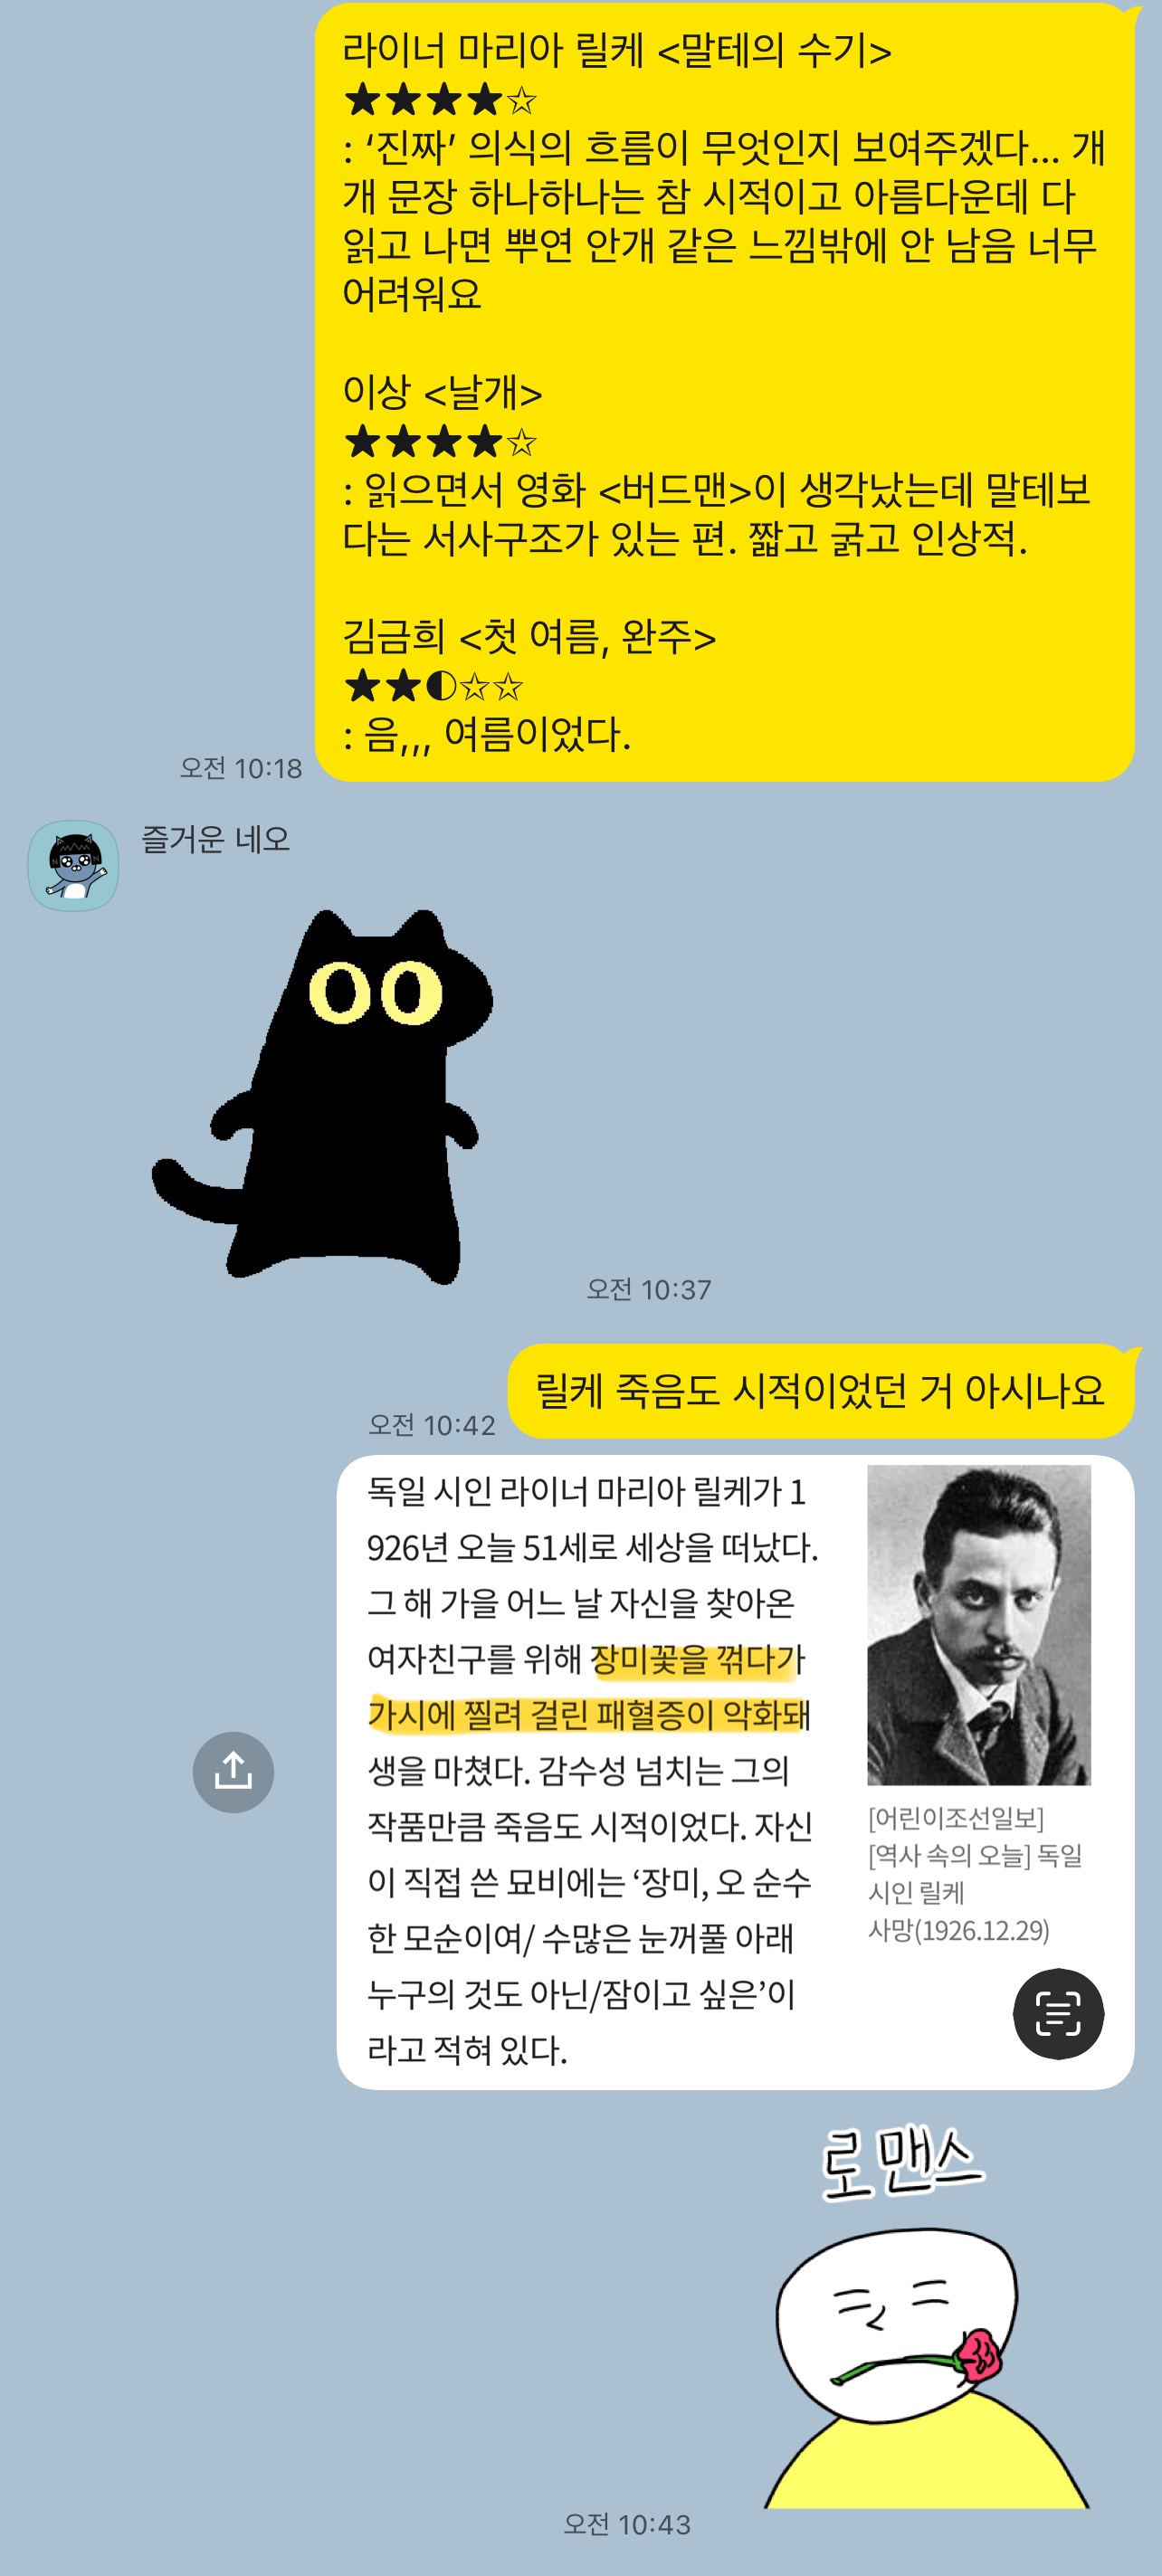 라이너 마리아 릴케 <말테의 수기>
★★★★☆
: ‘진짜’ 의식의 흐름이 무엇인지 보여주겠다... 개
개 문장 하나하나는 참 시적이고 아름다운데 다
읽고 나면 뿌연 안개 같은 느낌밖에 안 남음 너무
어려워요
이상 <날개>
★★★★☆
: 읽으면서 영화 <버드맨>이 생각났는데 말테보
다는 서사구조가 있는 편. 짧고 굵고 인상적.
김금희 <첫 여름, 완주>
★★◐☆☆
: 음,,, 여름이었다.
오전 10:18
즐거운 네오
오전 10:37
릴케 죽음도 시적이었던 거 아시나요
오전 10:42
독일 시인 라이너 마리아 릴케가 1
926년 오늘 51세로 세상을 떠났다.
그 해 가을 어느 날 자신을 찾아온
여자친구를 위해 장미꽃을 꺾다가
가시에 찔려 걸린 패혈증이 악화돼
생을 마쳤다. 감수성 넘치는 그의
작품만큼 죽음도 시적이었다. 자신
이 직접 쓴 묘비에는 ‘장미, 오 순수
한 모순이여/ 수많은 눈꺼풀 아래
누구의 것도 아닌/잠이고 싶은’이
라고 적혀 있다.
[어린이조선일보]
[역사 속의 오늘] 독일
시인 릴케
사망(1926.12.29)
로맨스
오전 10:43